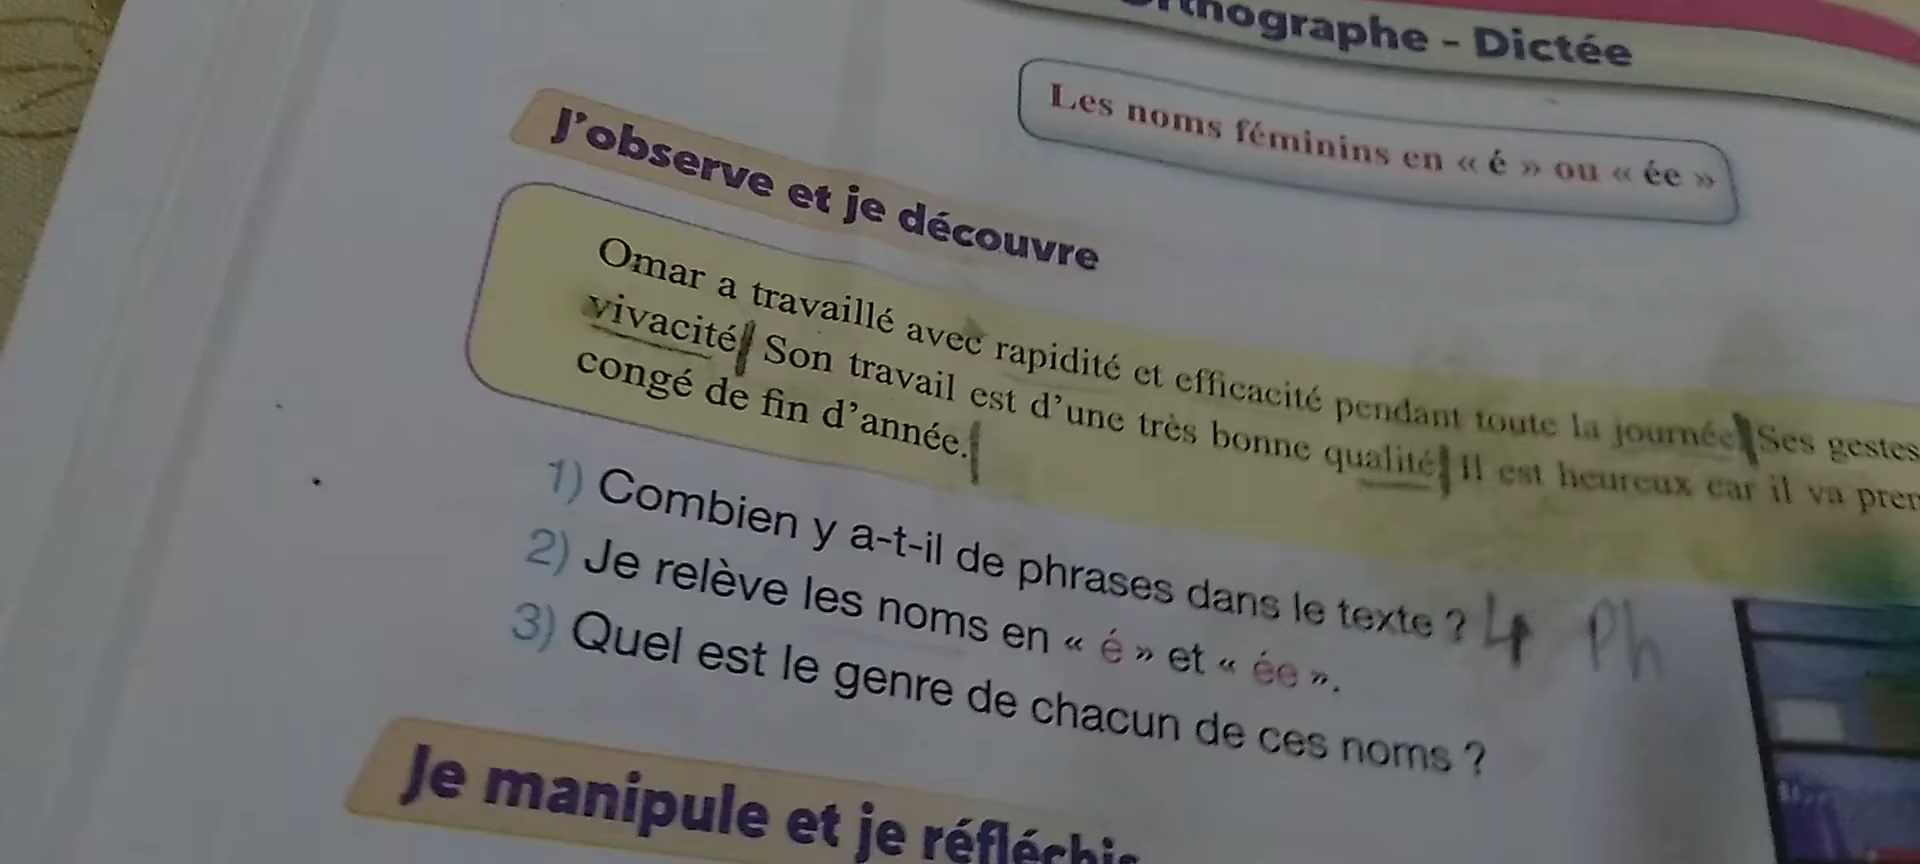 Orthographe - Dictée
Les noms féminins en « é » ou « ée »
J'observe et je découvre
Omar a travaillé avec rapidité et efficacité pendant toute la journée. Ses gestes
vivacité. Son travail est d'une très bonne qualité. Il est heureux car il va pren
congé de fin d'année.
1) Combien y a-t-il de phrases dans le texte ? 4 Ph
2) Je relève les noms en « é » et « ée ».
3) Quel est le genre de chacun de ces noms ?
Je manipule et je réfléchis